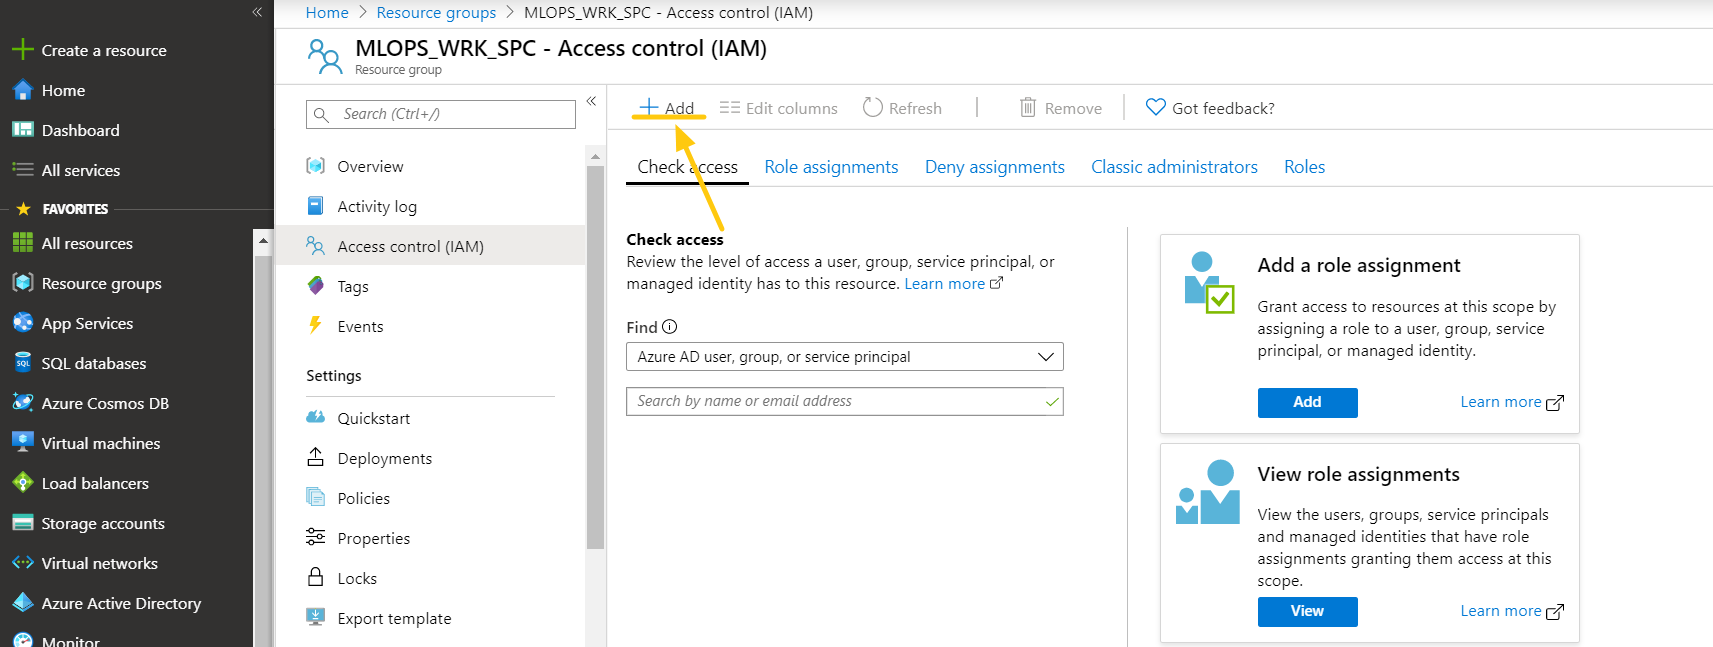 Create a resource
Home
Dashboard
All services
FAVORITES
All resources
Resource groups
App Services
SQL databases
Azure Cosmos DB
Virtual machines
Load balancers
Storage accounts
Virtual networks
Azure Active Directory
Monitor
Home > Resource groups > MLOPS_WRK_SPC - Access control (IAM)
MLOPS_WRK_SPC - Access control (IAM)
Resource group
Search (Ctrl+/)
Overview
Activity log
Access control (IAM)
Tags
Events
Settings
Quickstart
Deployments
Policies
Properties
Locks
Export template
Add Edit columns Refresh Remove Got feedback?
Check access Role assignments Deny assignments Classic administrators Roles
Check access
Review the level of access a user, group, service principal, or
managed identity has to this resource. Learn more
Find
Azure AD user, group, or service principal
Search by name or email address
Add a role assignment
Grant access to resources at this scope by
assigning a role to a user, group, service
principal, or managed identity.
Add Learn more
View role assignments
View the users, groups, service principals
and managed identities that have role
assignments granting them access at this
scope.
View Learn more